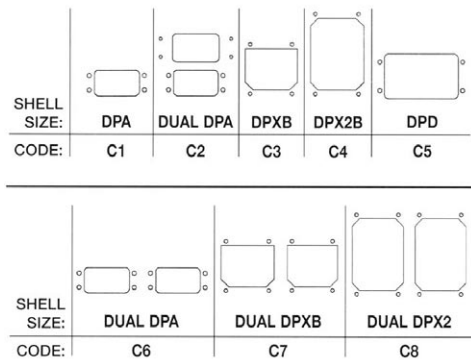 SHELL
SIZE: DPA DUAL DPA DPXB DPX2B DPD
CODE: C1 C2 C3 C4 C5
SHELL
SIZE: DUAL DPA DUAL DPXB DUAL DPX2
CODE: C6 C7 C8